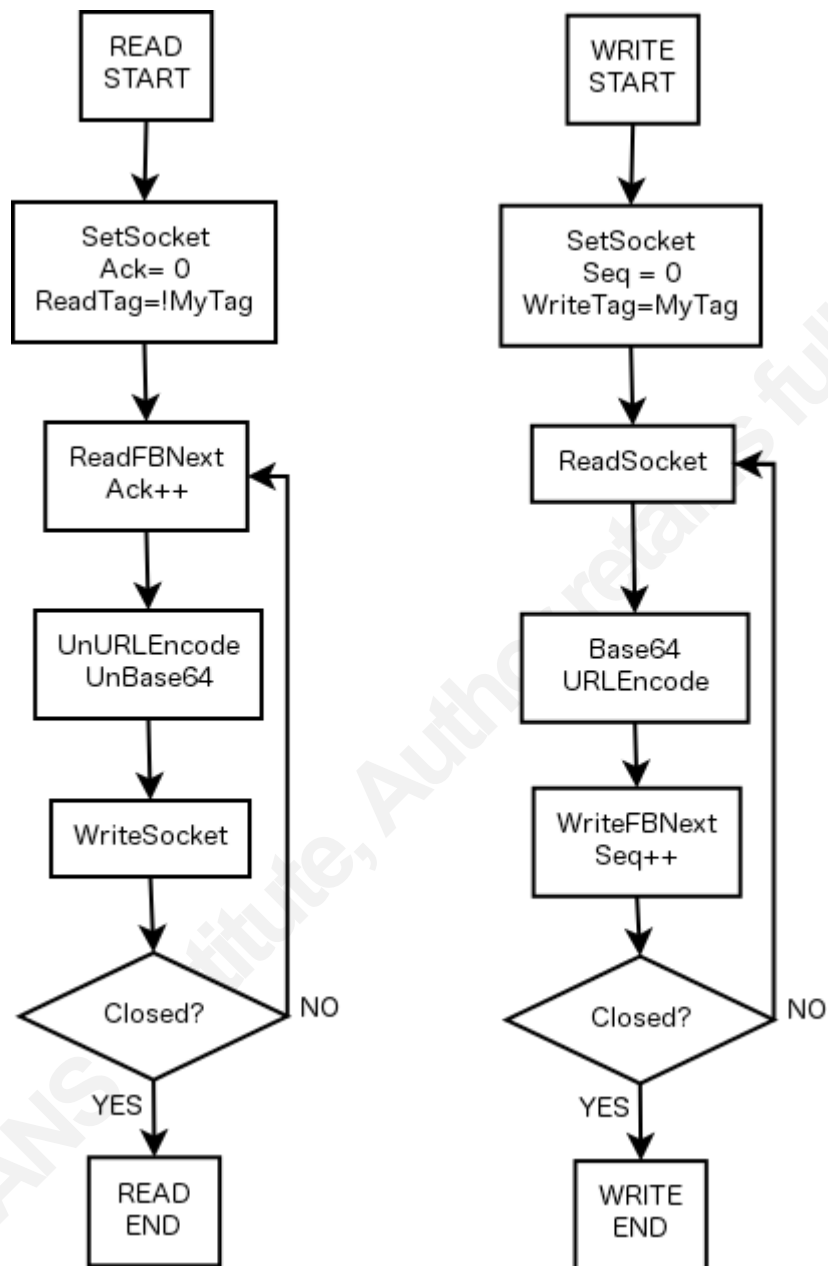 READ
START
SetSocket
Ack= 0
ReadTag=!MyTag
ReadFBNext
Ack++
UnURLEncode
UnBase64
WriteSocket
Closed?
NO
YES
READ
END
WRITE
START
SetSocket
Seq = 0
WriteTag=MyTag
ReadSocket
Base64
URLEncode
WriteFBNext
Seq++
Closed?
NO
YES
WRITE
END